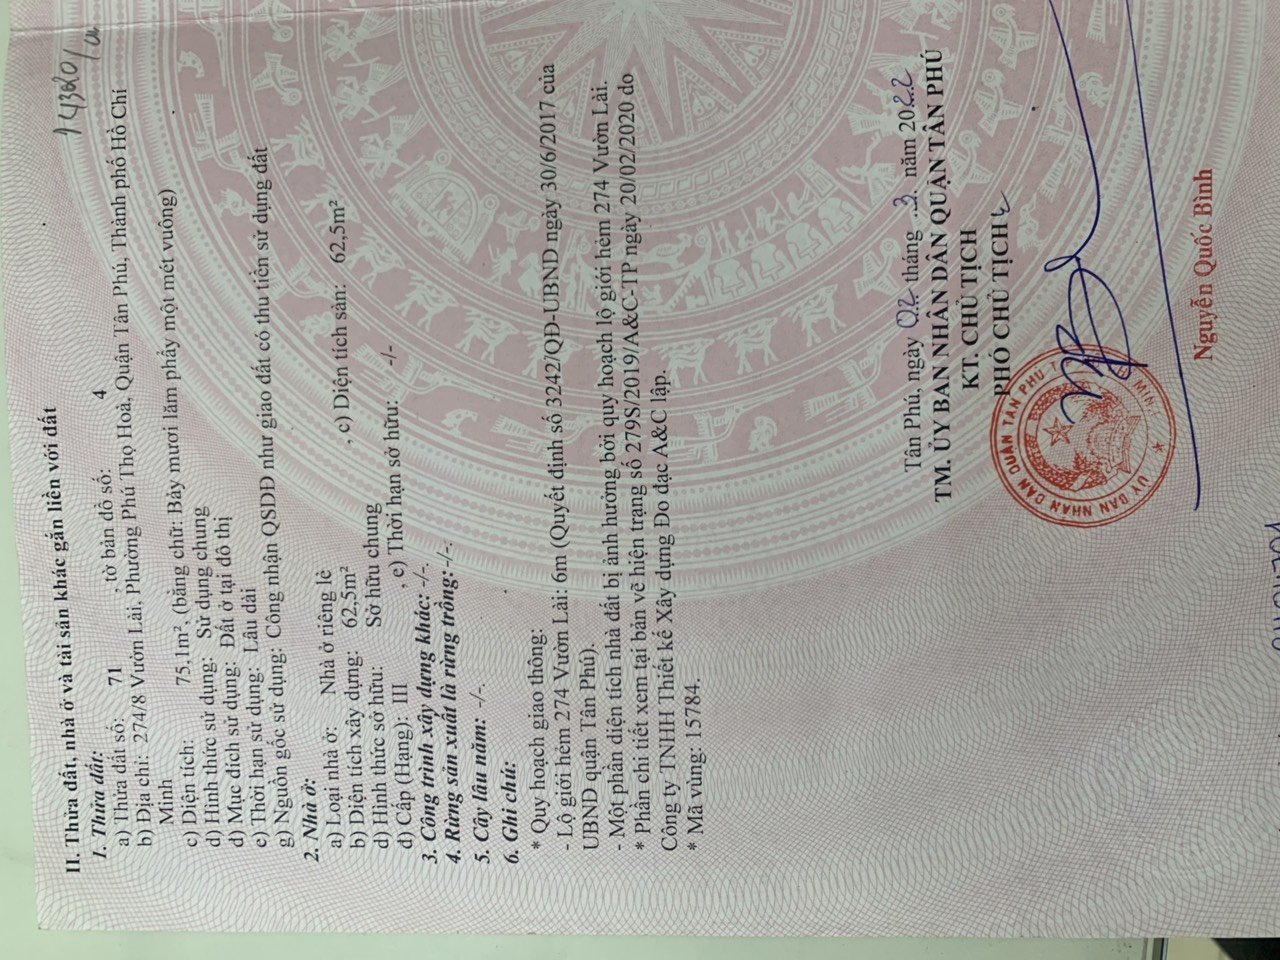 143820/
II. Thửa đất, nhà ở và tài sản khác gắn liền với đất
1. Thửa đất:
a) Thửa đất số: 71 , tờ bản đồ số: 4
b) Địa chỉ: 274/8 Vườn Lài, Phường Phú Thọ Hoà, Quận Tân Phú, Thành phố Hồ Chí
Minh
c) Diện tích: 75,1m², (bằng chữ: Bảy mươi lăm phẩy một mét vuông)
d) Hình thức sử dụng: Sử dụng chung
đ) Mục đích sử dụng: Đất ở tại đô thị
e) Thời hạn sử dụng: Lâu dài
g) Nguồn gốc sử dụng: Công nhận QSDĐ như giao đất có thu tiền sử dụng đất
2. Nhà ở:
a) Loại nhà ở: Nhà ở riêng lẻ
b) Diện tích xây dựng: 62,5m² , c) Diện tích sàn: 62,5m²
d) Hình thức sở hữu: Sở hữu chung
đ) Cấp (Hạng): III , e) Thời hạn sở hữu: -/-
3. Công trình xây dựng khác: -/-.
4. Rừng sản xuất là rừng trồng: -/-.
5. Cây lâu năm: -/-.
6. Ghi chú:
* Quy hoạch giao thông:
- Lộ giới hẻm 274 Vườn Lài: 6m (Quyết định số 3242/QĐ-UBND ngày 30/6/2017 của
UBND quận Tân Phú).
- Một phần diện tích nhà đất bị ảnh hưởng bởi quy hoạch lộ giới hẻm 274 Vườn Lài.
* Phần chi tiết xem tại bản vẽ hiện trạng số 279S/2019/A&C-TP ngày 20/02/2020 do
Công ty TNHH Thiết kế Xây dựng Đo đạc A&C lập.
* Mã vùng: 15784.
Tân Phú, ngày 02 tháng 3 năm 2022
TM. ỦY BAN NHÂN DÂN QUẬN TÂN PHÚ
KT. CHỦ TỊCH
PHÓ CHỦ TỊCH
ỦY BAN NHÂN DÂN QUẬN TÂN PHÚ
Nguyễn Quốc Bình